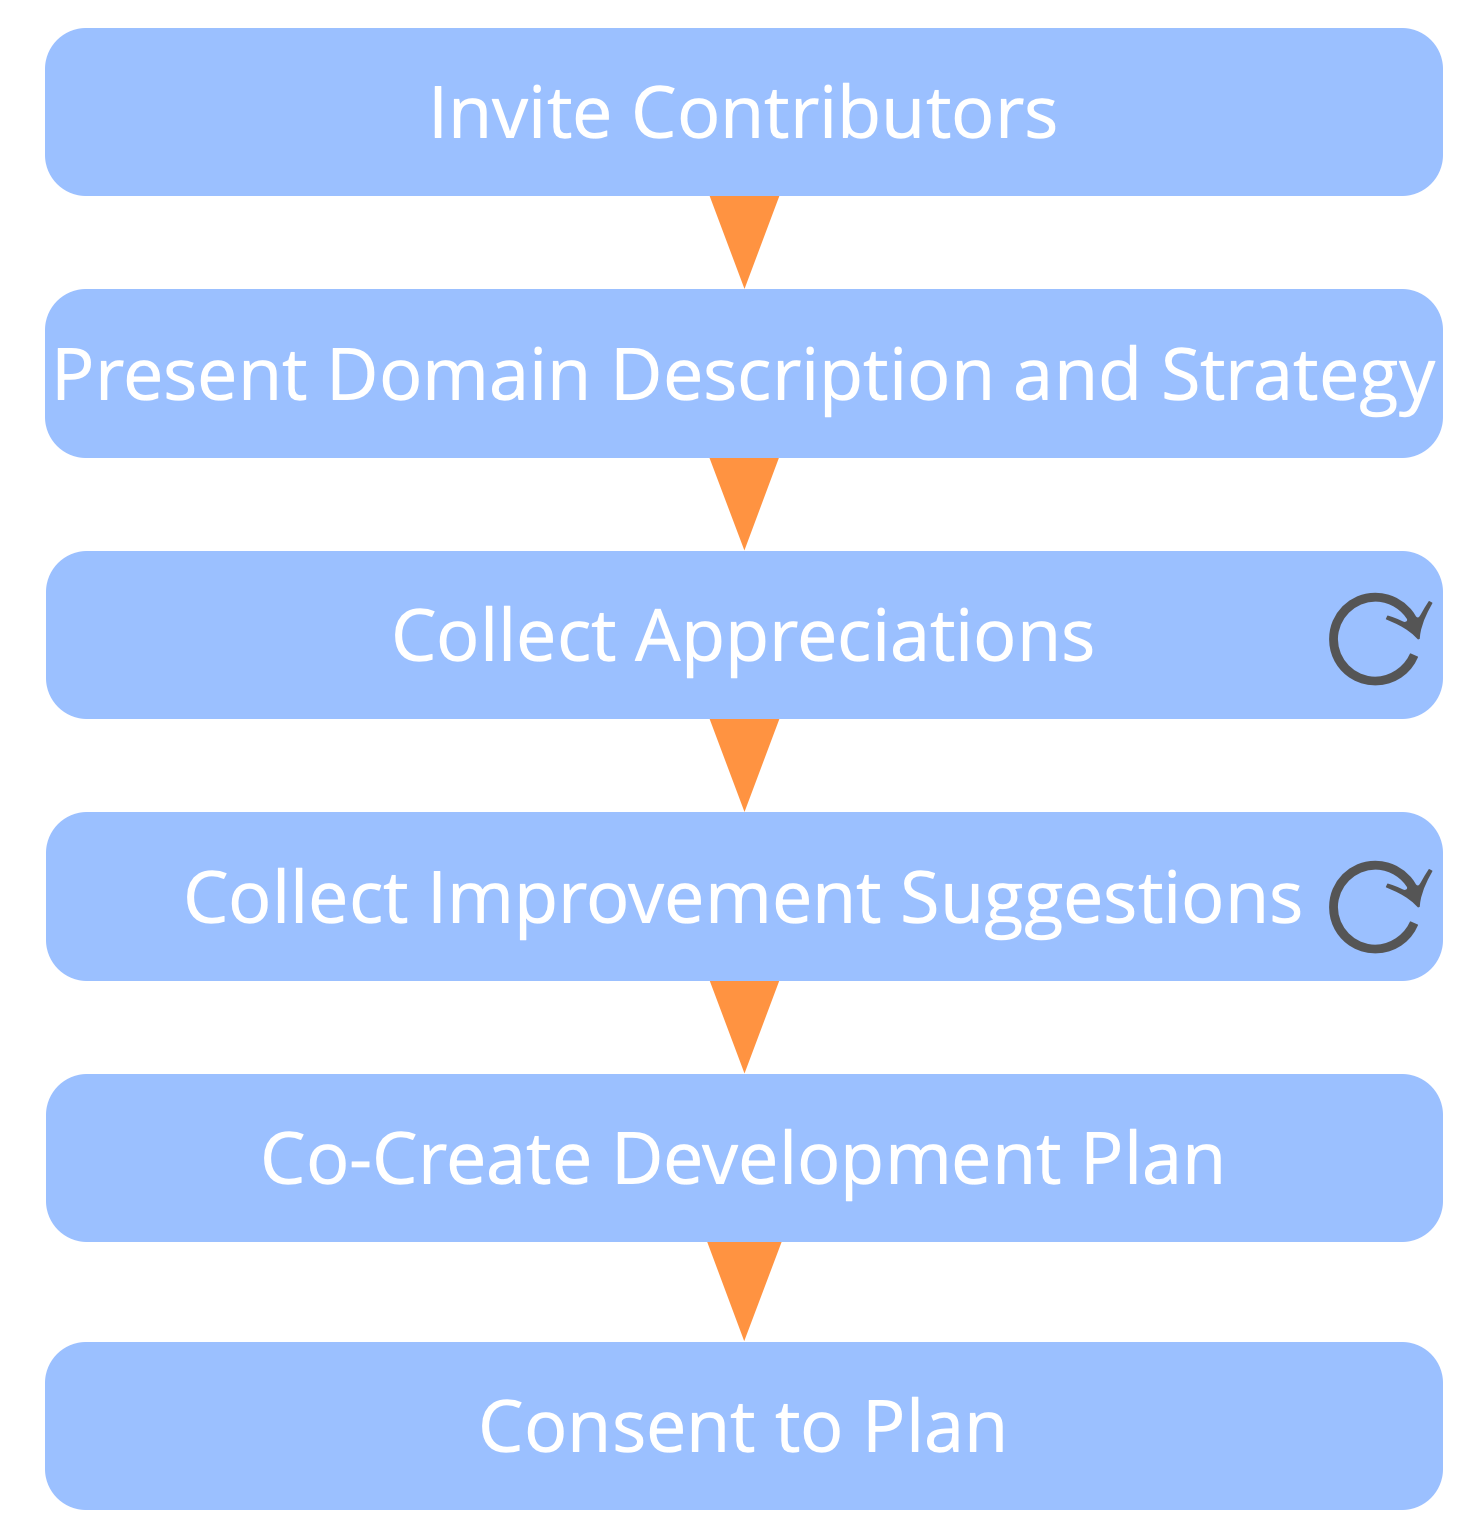 Invite Contributors
Present Domain Description and Strategy
Collect Appreciations
Collect Improvement Suggestions
Co-Create Development Plan
Consent to Plan